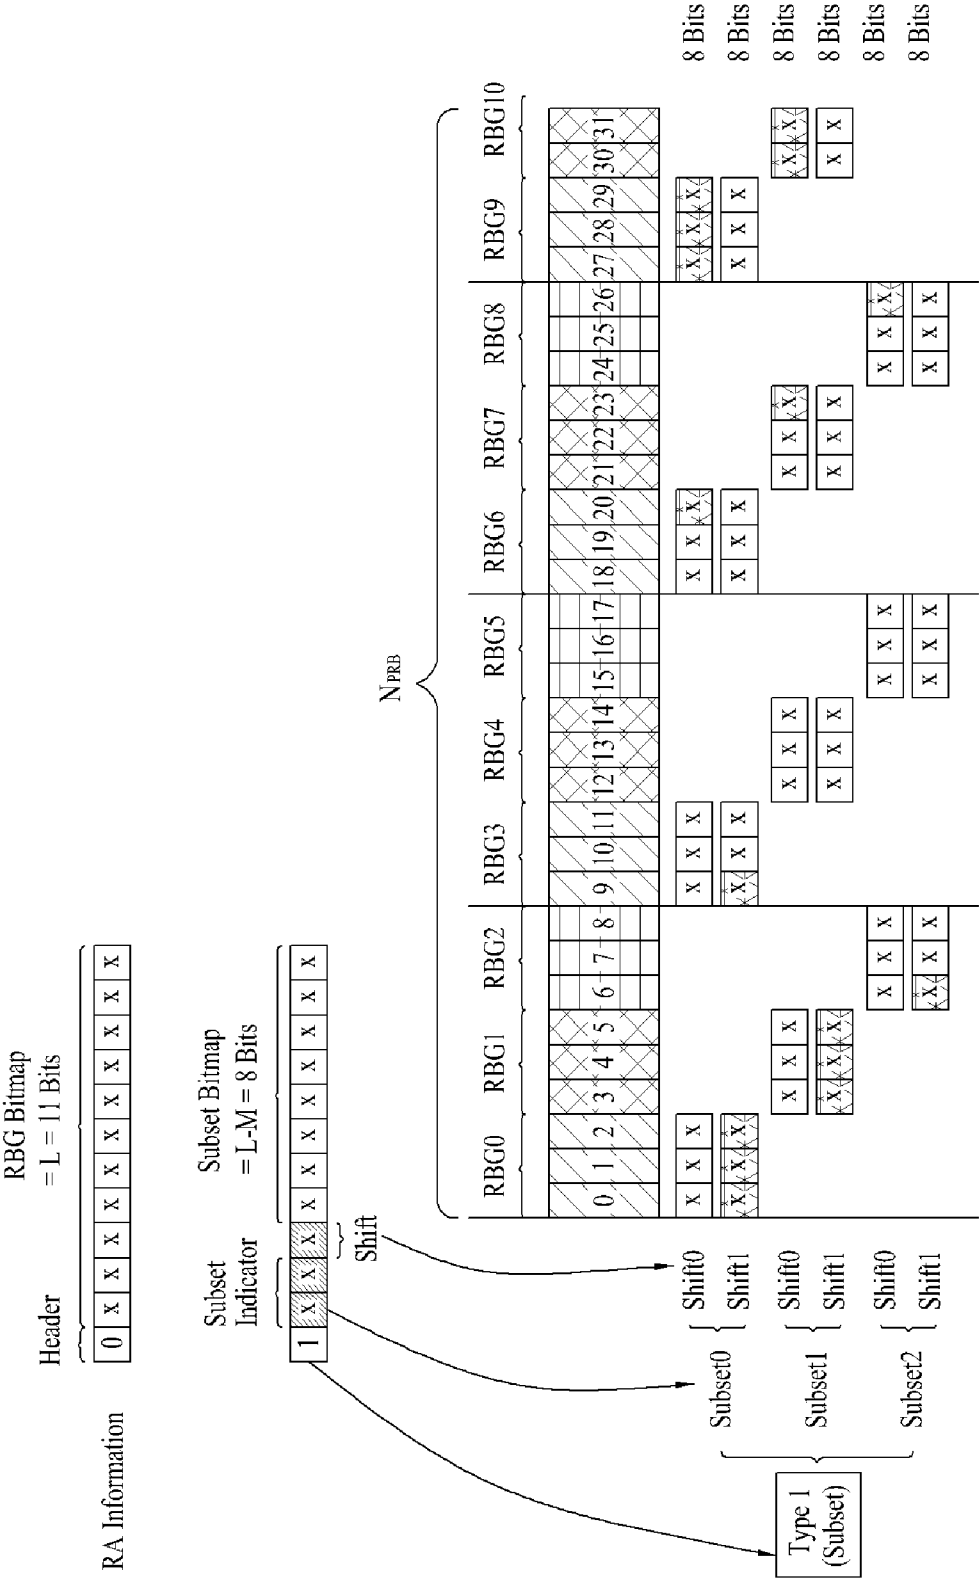 RBG Bitmap
= L = 11 Bits
Header
RA Information
0 X X X X X X X X X X X
Subset
Indicator
Subset Bitmap
= L-M = 8 Bits
1 X X X X X X X X X X X
Shift
NPRB
RBG0 RBG1 RBG2 RBG3 RBG4 RBG5 RBG6 RBG7 RBG8 RBG9 RBG10
0 1 2 3 4 5 6 7 8 9 10 11 12 13 14 15 16 17 18 19 20 21 22 23 24 25 26 27 28 29 30 31
Type 1
(Subset)
Subset0
Shift0 X X X X X X X X X X X X 8 Bits
Shift1 X X X X X X X X X X X X 8 Bits
Subset1
Shift0 X X X X X X X X X X X 8 Bits
Shift1 X X X X X X X X X X X 8 Bits
Subset2
Shift0 X X X X X X X X X 8 Bits
Shift1 X X X X X X X X X 8 Bits